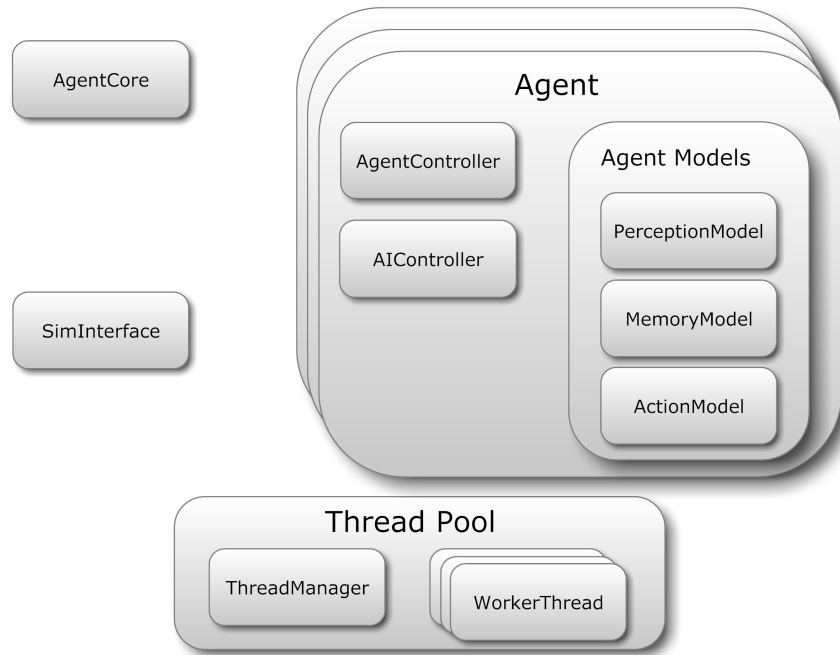 AgentCore
Agent
AgentController
Agent Models
PerceptionModel
AIController
MemoryModel
SimInterface
ActionModel
Thread Pool
ThreadManager
WorkerThread